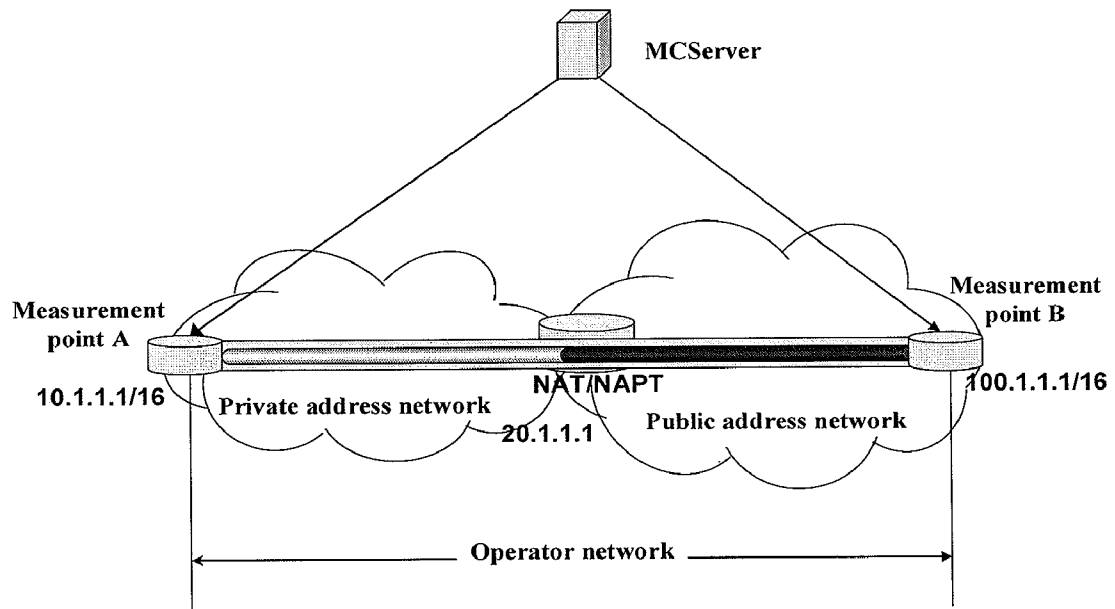 MCServer
Measurement
point A
Measurement
point B
10.1.1.1/16
NAT/NAPT
100.1.1.1/16
Private address network
20.1.1.1
Public address network
Operator network